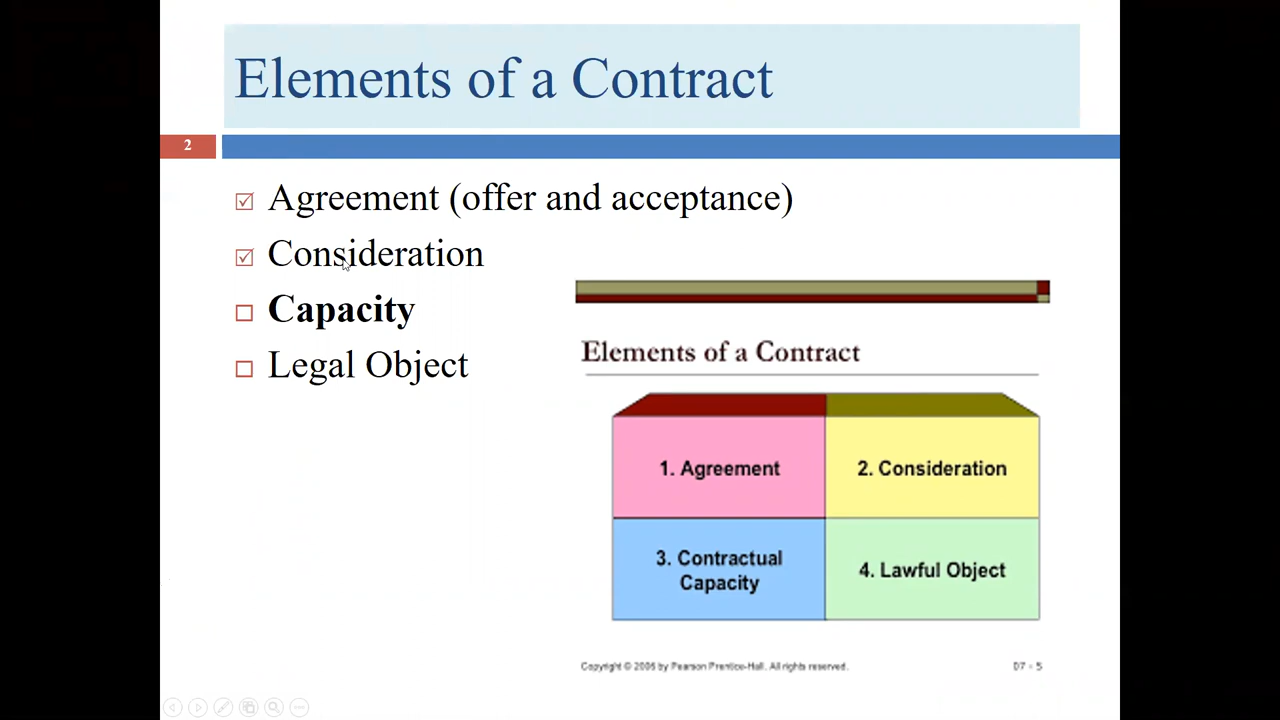 Elements of a Contract
2
Agreement (offer and acceptance)
Consideration
Capacity
Legal Object
Elements of a Contract
1. Agreement
2. Consideration
3. Contractual
Capacity
4. Lawful Object
Copyright © 2006 by Pearson Prentice-Hall. All rights reserved.
07 - 5